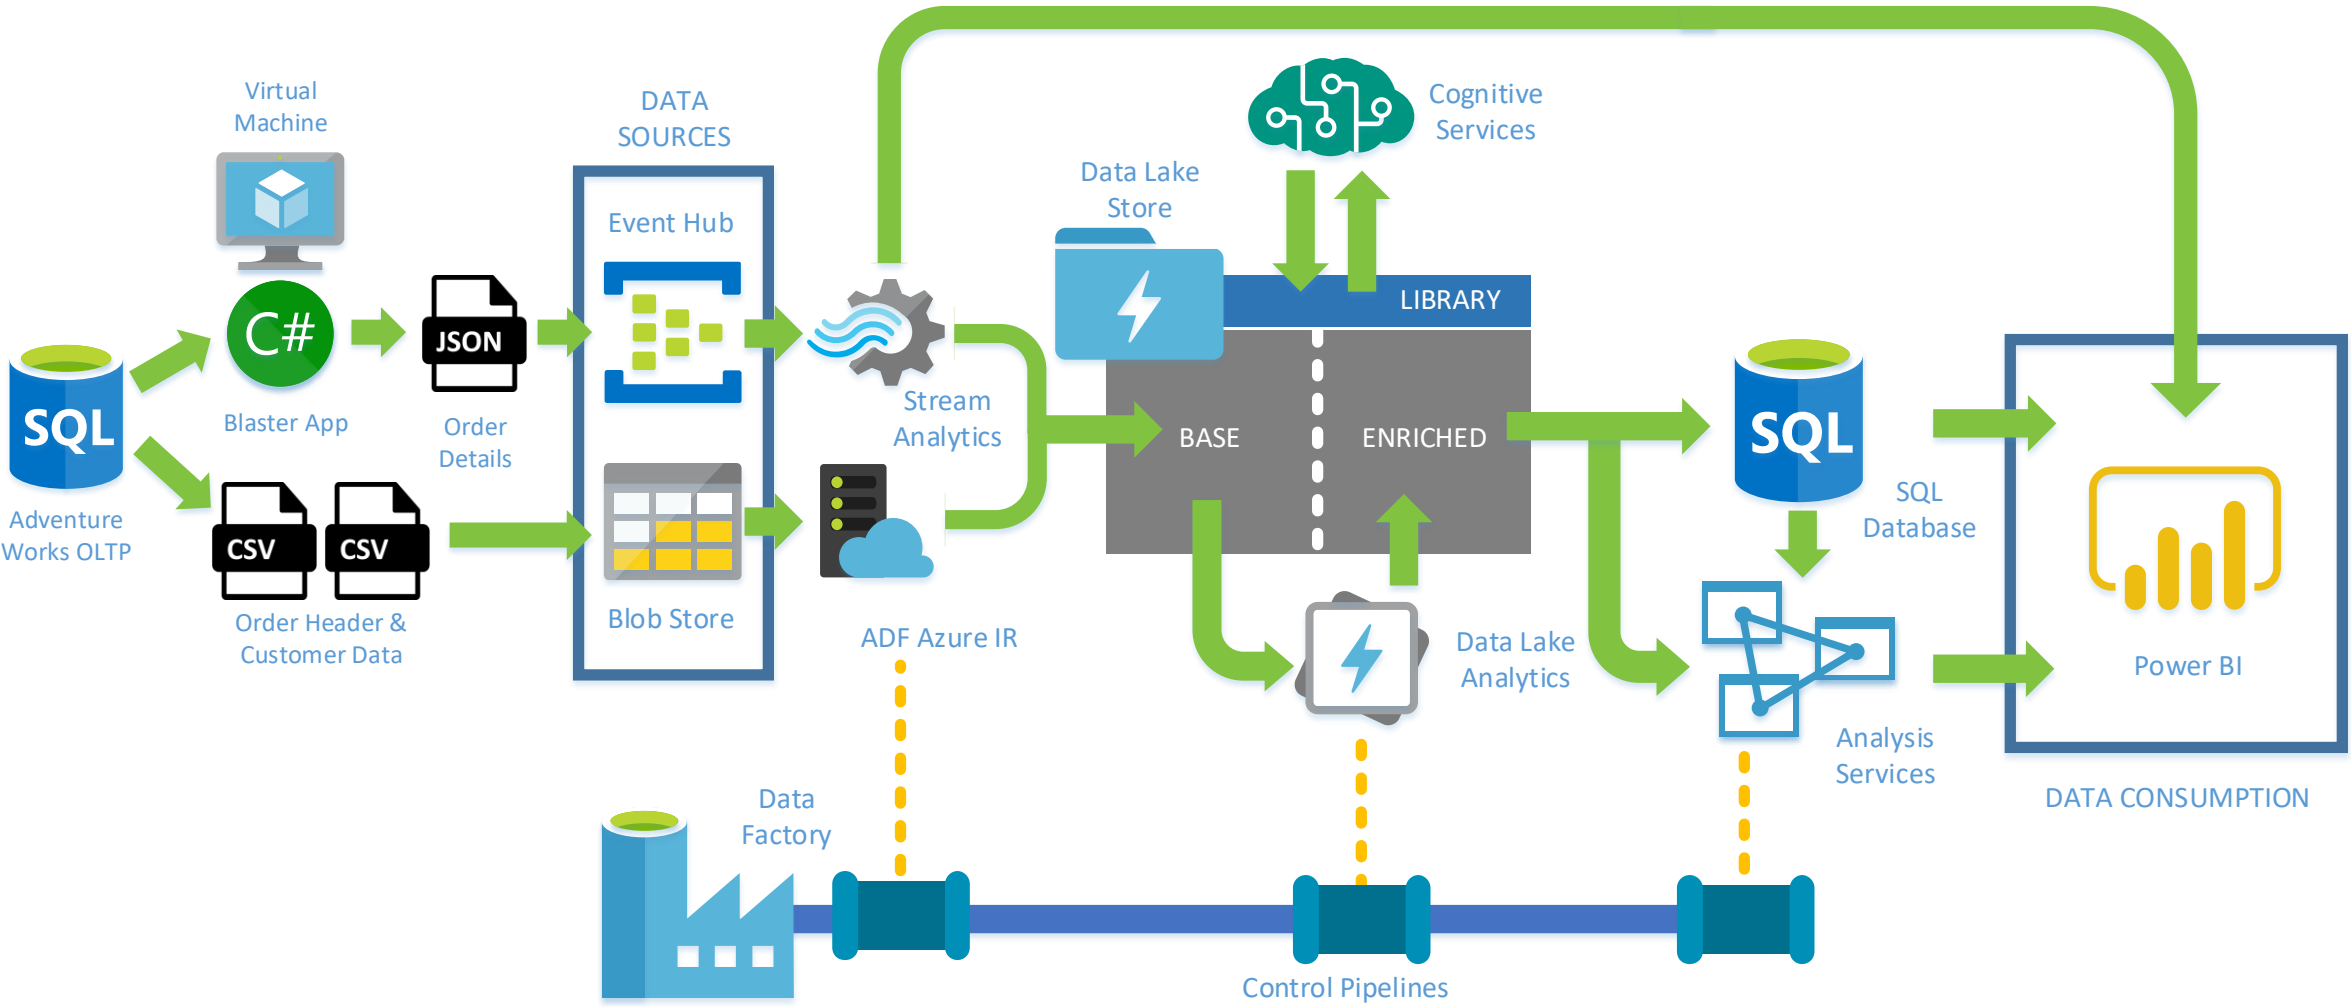 Virtual
Machine
DATA
SOURCES
Cognitive
Services
Data Lake
Store
Event Hub
LIBRARY
C#
JSON
SQL
Blaster App
Order
Details
Stream
Analytics
BASE
ENRICHED
SQL
Adventure
Works OLTP
CSV
CSV
SQL
Database
Order Header &
Customer Data
Blob Store
ADF Azure IR
Data Lake
Analytics
Power BI
Analysis
Services
DATA CONSUMPTION
Data
Factory
Control Pipelines